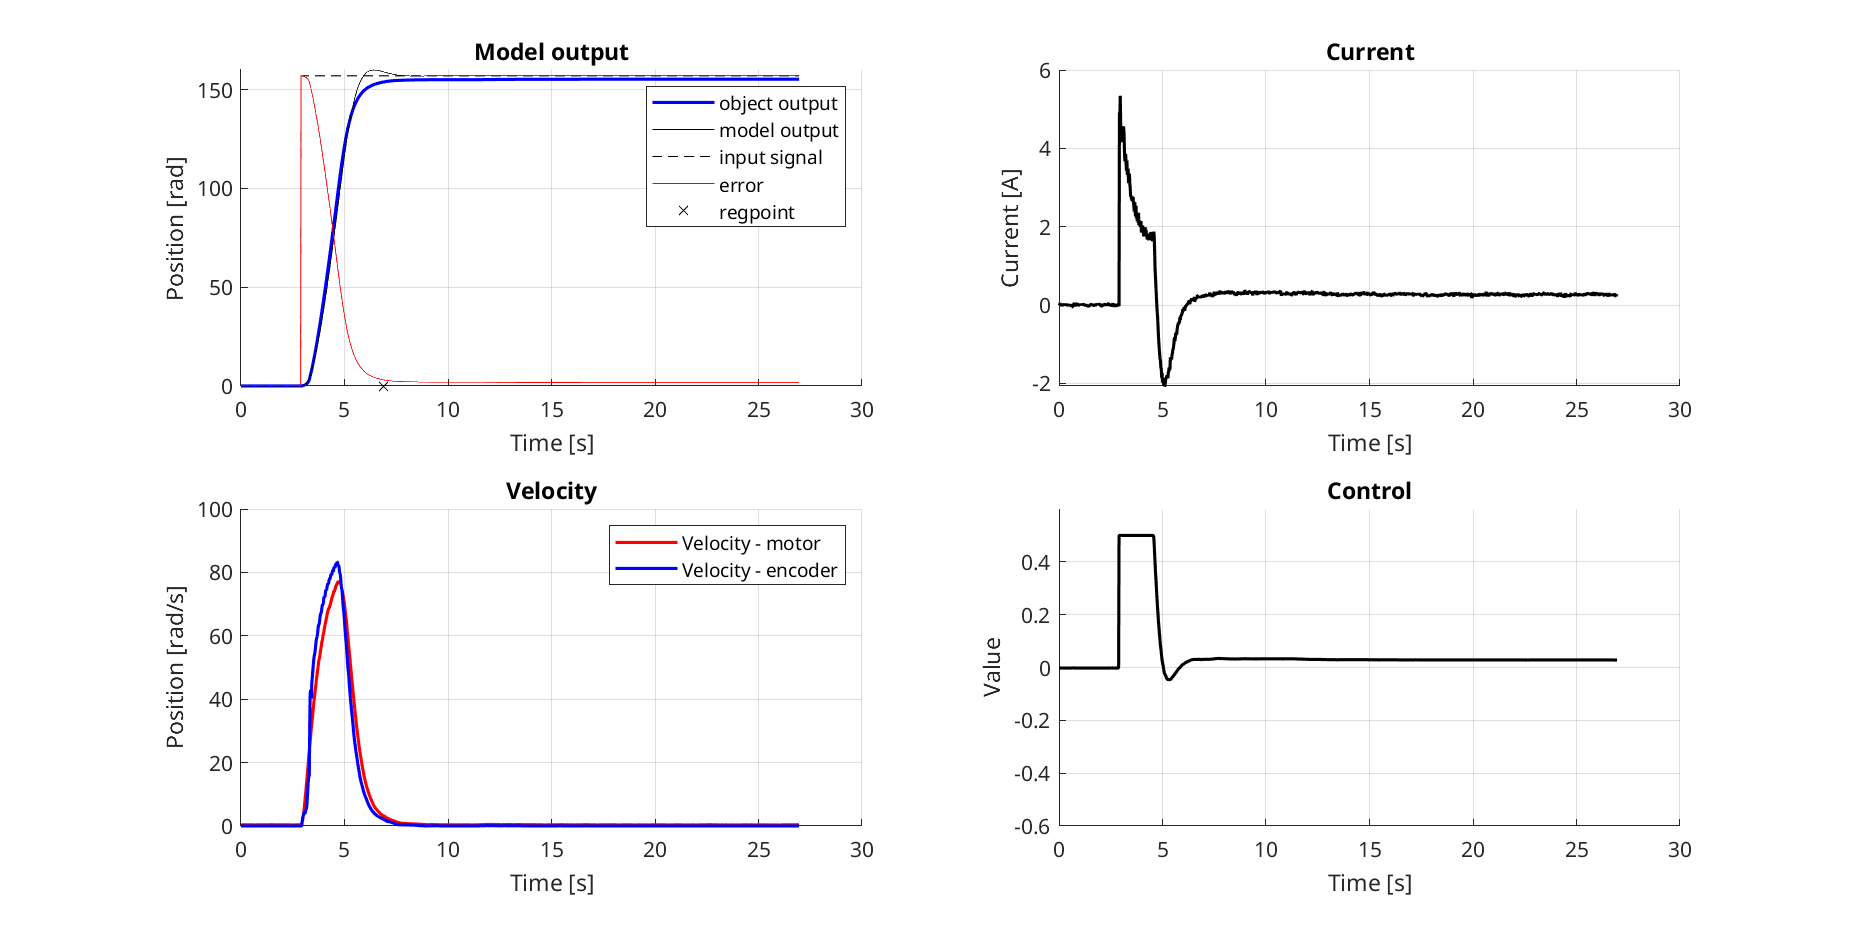 Model output
150
100
50
0
Position [rad]
object output
model output
input signal
error
regpoint
0 5 10 15 20 25 30
Time [s]
Current
6
4
2
0
-2
Current [A]
0 5 10 15 20 25 30
Time [s]
Velocity
100
80
60
40
20
0
Position [rad/s]
Velocity - motor
Velocity - encoder
0 5 10 15 20 25 30
Time [s]
Control
0.4
0.2
0
-0.2
-0.4
-0.6
Value
0 5 10 15 20 25 30
Time [s]